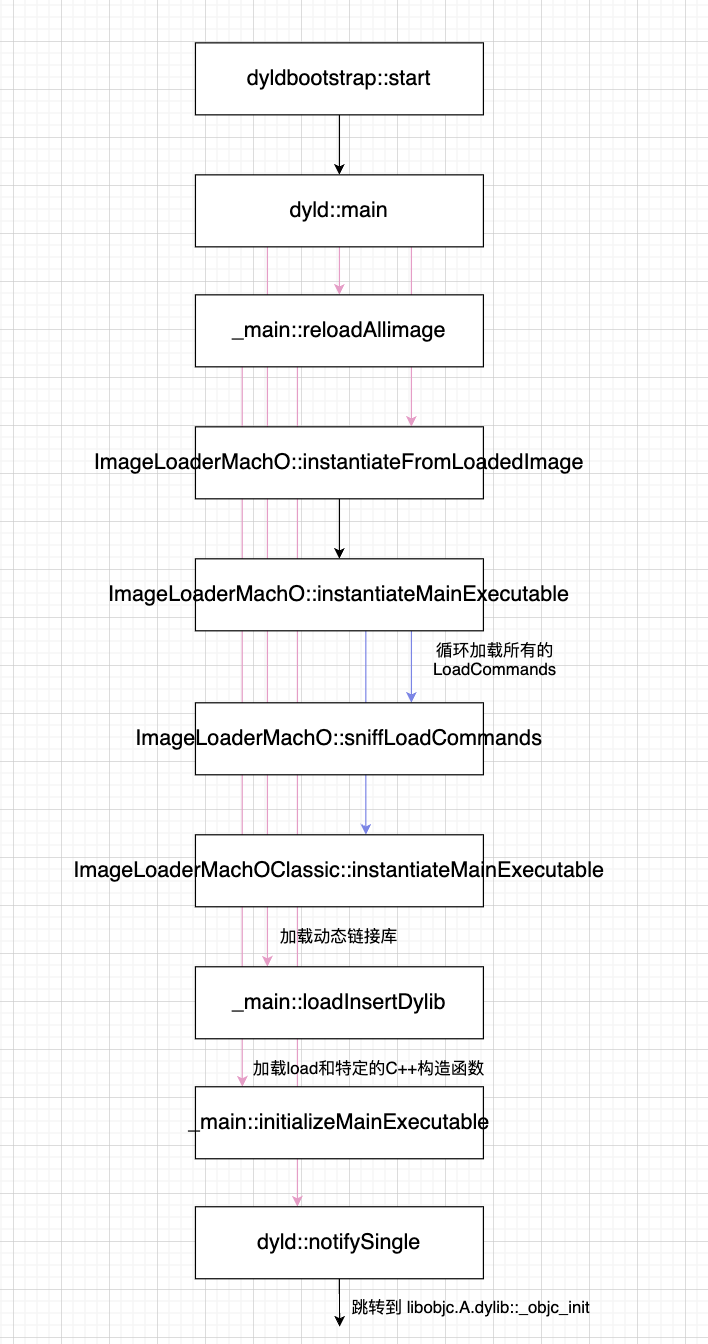 dyldbootstrap::start
dyld::main
_main::reloadAllimage
ImageLoaderMachO::instantiateFromLoadedImage
ImageLoaderMachO::instantiateMainExecutable
循环加载所有的
LoadCommands
ImageLoaderMachO::sniffLoadCommands
ImageLoaderMachOClassic::instantiateMainExecutable
加载动态链接库
_main::loadInsertDylib
加载load和特定的C++构造函数
_main::initializeMainExecutable
dyld::notifySingle
跳转到 libobjc.A.dylib::_objc_init